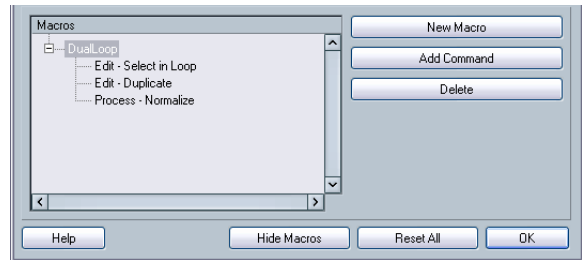 Macros
DualLoop
Edit - Select in Loop
Edit - Duplicate
Process - Normalize
New Macro
Add Command
Delete
Help
Hide Macros
Reset All
OK